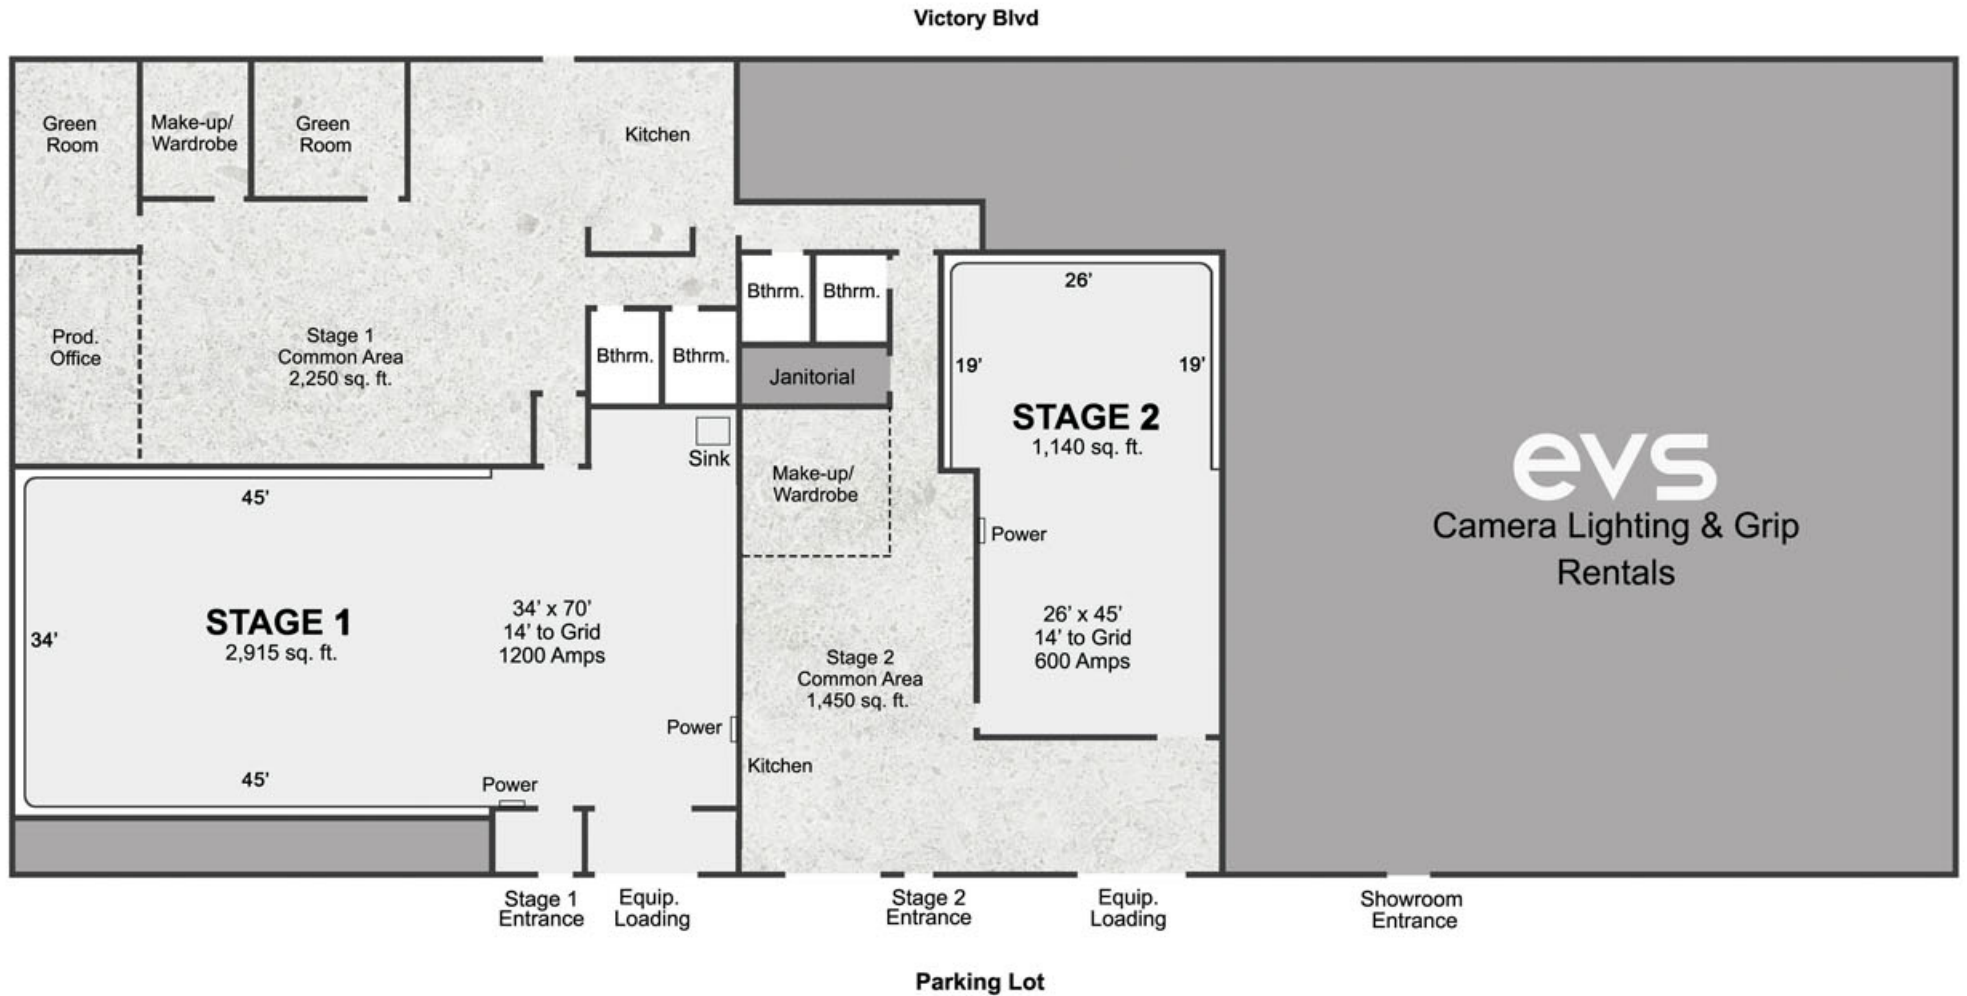 Victory Blvd
Green
Room
Make-up/
Wardrobe
Green
Room
Kitchen
Prod.
Office
Stage 1
Common Area
2,250 sq. ft.
Bthrm.
Bthrm.
Bthrm.
Bthrm.
Janitorial
Sink
Make-up/
Wardrobe
26’
19’
19’
STAGE 2
1,140 sq. ft.
Power
26’ x 45’
14’ to Grid
600 Amps
evs
Camera Lighting & Grip
Rentals
45’
34’
STAGE 1
2,915 sq. ft.
34’ x 70’
14’ to Grid
1200 Amps
45’
Power
Power
Stage 2
Common Area
1,450 sq. ft.
Kitchen
Stage 1
Entrance
Equip.
Loading
Stage 2
Entrance
Equip.
Loading
Showroom
Entrance
Parking Lot